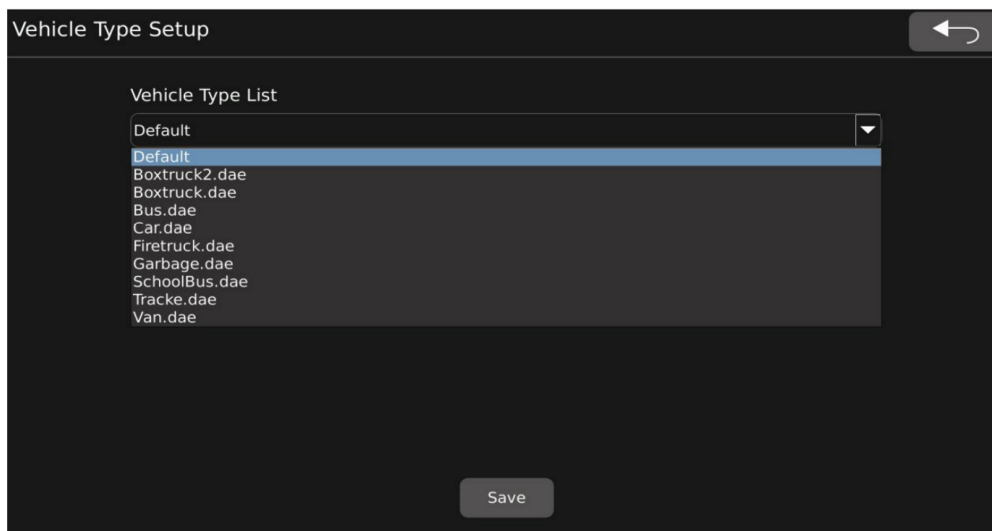 Vehicle Type Setup
Vehicle Type List
Default
Default
Boxtruck2.dae
Boxtruck.dae
Bus.dae
Car.dae
Firetruck.dae
Garbage.dae
SchoolBus.dae
Tracke.dae
Van.dae
Save